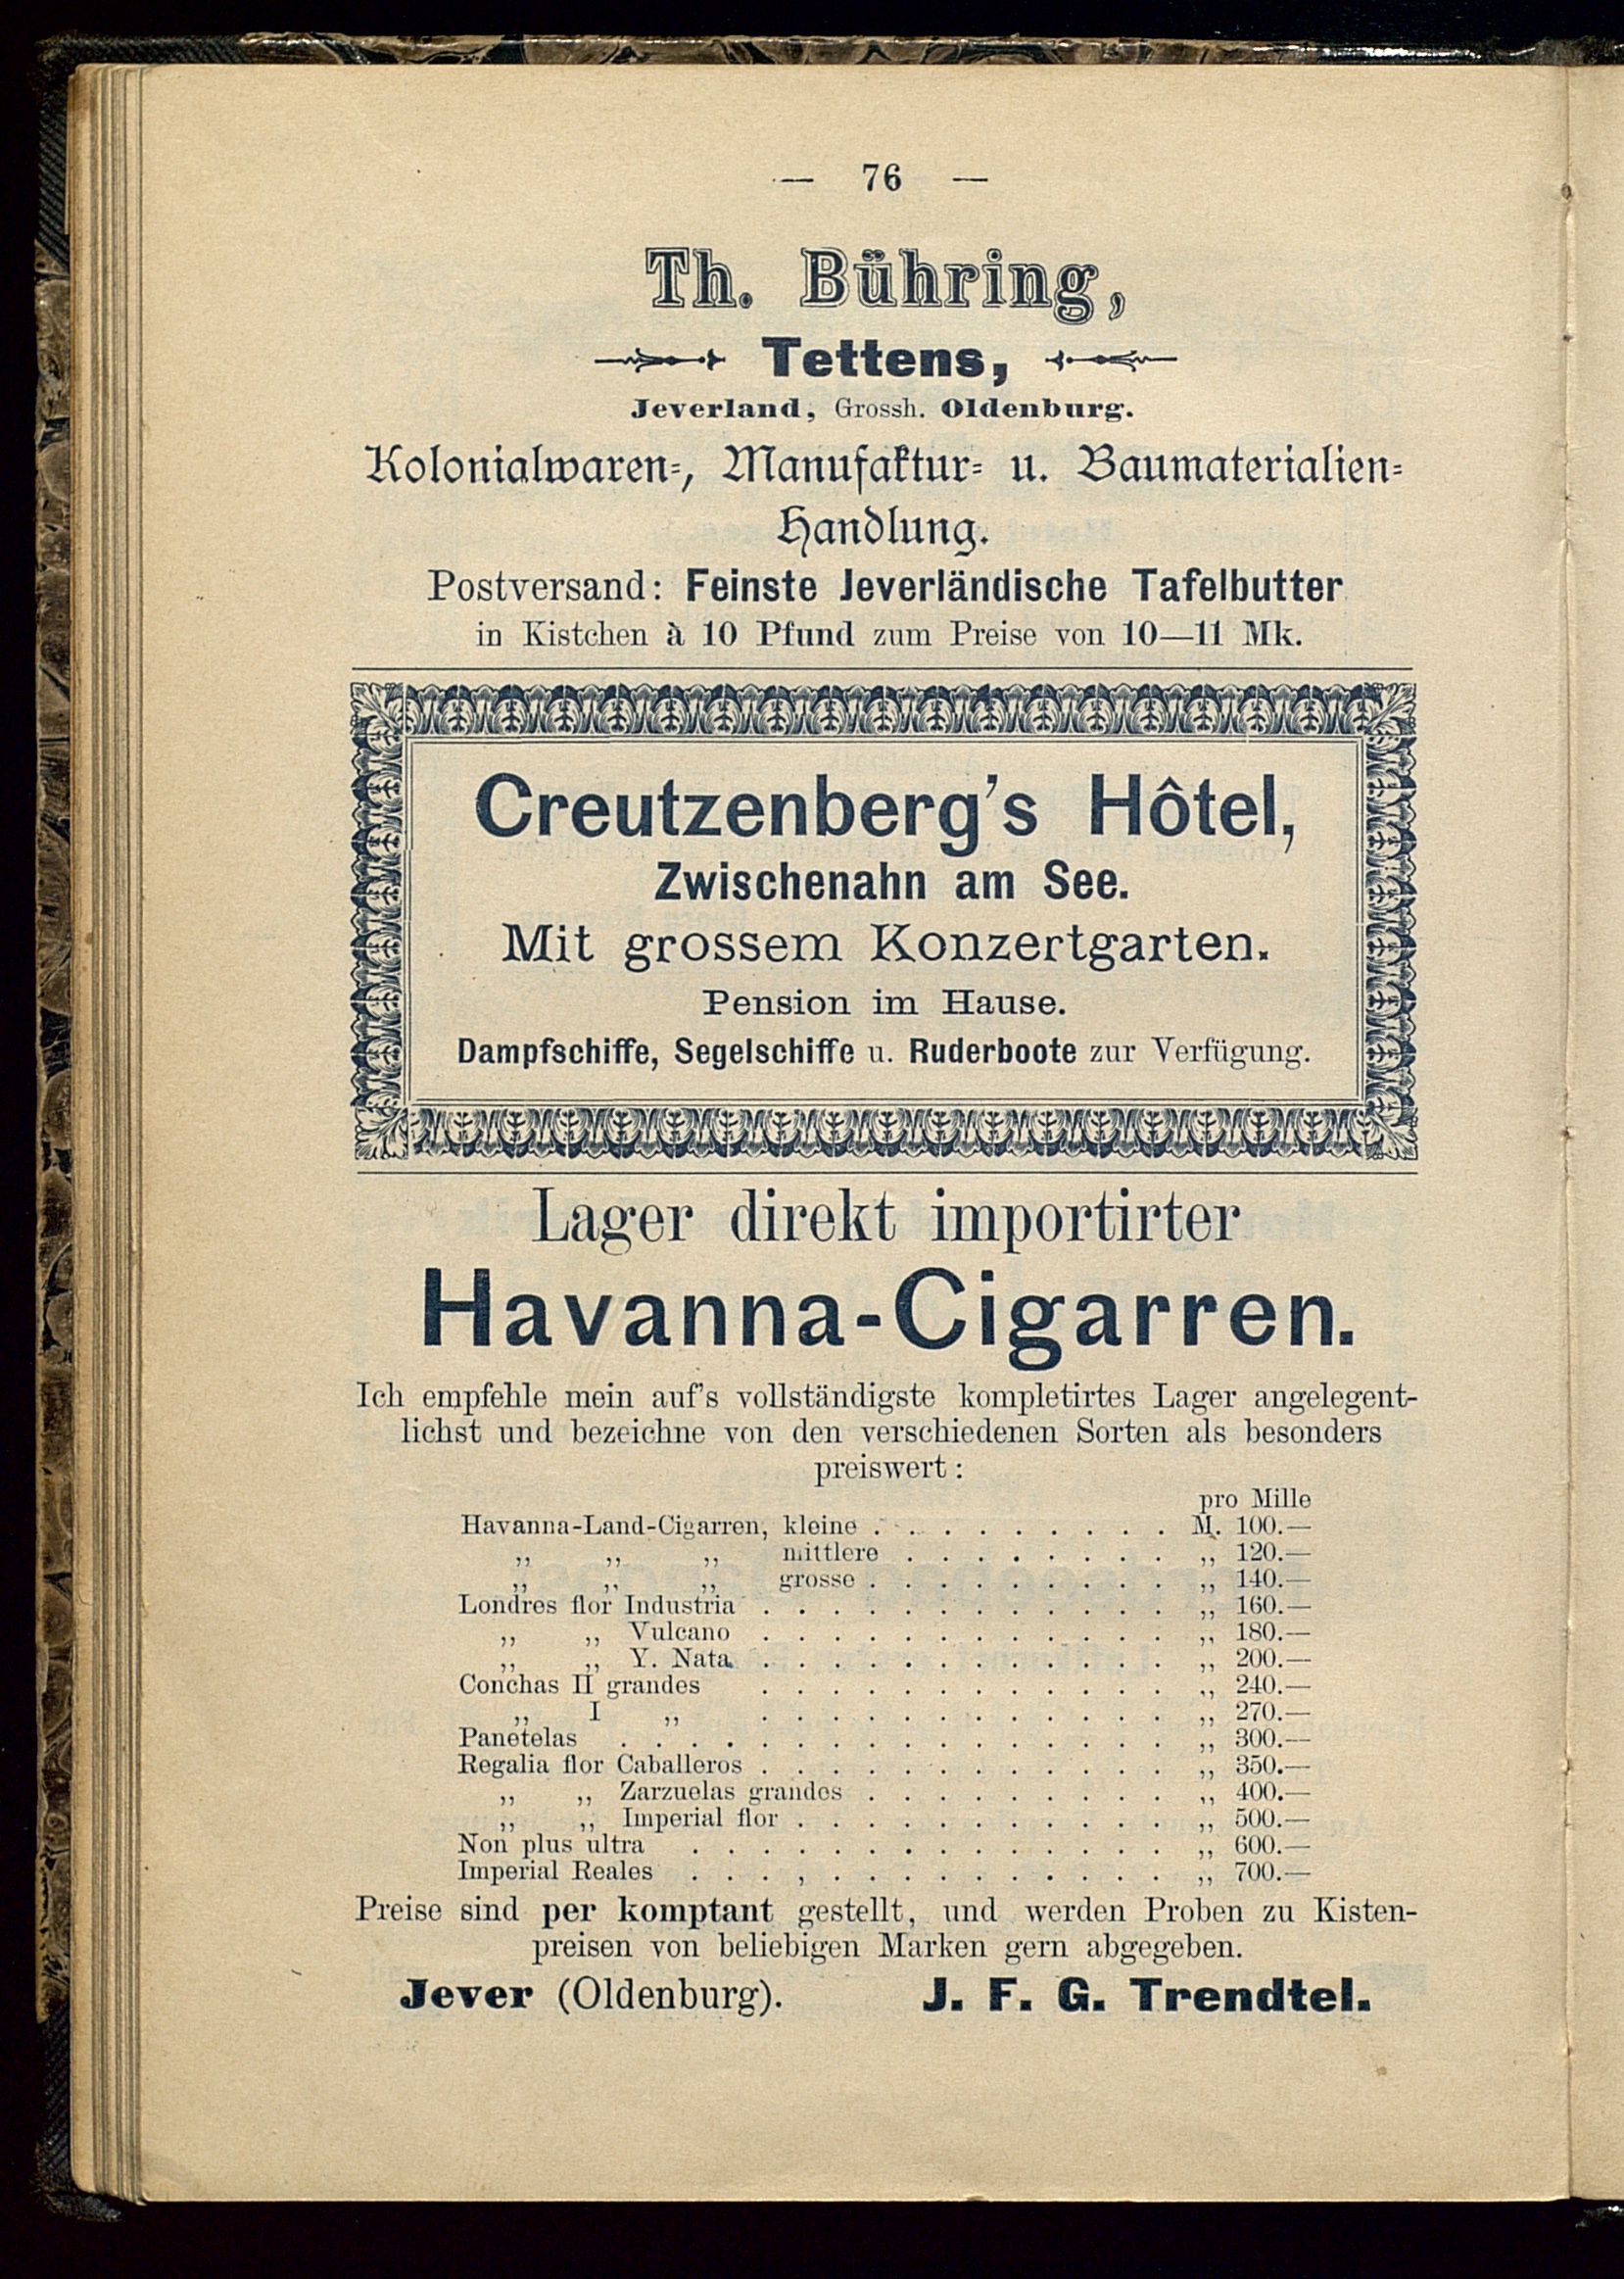 — 76 —
Th. Bühring,
Tettens,
Jeverland, Grossh. Oldenburg.
Kolonialwaren-, Manufaktur- u. Baumaterialien-
Handlung.
Postversand: Feinste Jeverländische Tafelbutter
in Kistchen à 10 Pfund zum Preise von 10—11 Mk.
Creutzenberg's Hôtel,
Zwischenahn am See.
Mit grossem Konzertgarten.
Pension im Hause.
Dampfschiffe, Segelschiffe u. Ruderboote zur Verfügung.
Lager direkt importirter
Havanna-Cigarren.
Ich empfehle mein auf's vollständigste kompletirtes Lager angelegent-
lichst und bezeichne von den verschiedenen Sorten als besonders
preiswert:
pro Mille
Havanna-Land-Cigarren, kleine . . . . . . . . . M. 100.—
„ „ „ mittlere . . . . . . . . „ 120.—
„ „ „ grosse . . . . . . . . . „ 140.—
Londres flor Industria . . . . . . . . . . . . „ 160.—
„ „ Vulcano . . . . . . . . . . . . „ 180.—
„ „ Y. Nata . . . . . . . . . . . . „ 200.—
Conchas II grandes . . . . . . . . . . . . „ 240.—
„ I „ . . . . . . . . . . . . „ 270.—
Panetelas . . . . . . . . . . . . . . . . „ 300.—
Regalia flor Caballeros . . . . . . . . . . . . „ 350.—
„ „ Zarzuelas grandes . . . . . . . . . „ 400.—
„ „ Imperial flor . . . . . . . . . . . „ 500.—
Non plus ultra . . . . . . . . . . . . . . „ 600.—
Imperial Reales . . . , . . . . . . . . . . „ 700.—
Preise sind per komptant gestellt, und werden Proben zu Kisten-
preisen von beliebigen Marken gern abgegeben.
Jever (Oldenburg). J. F. G. Trendtel.